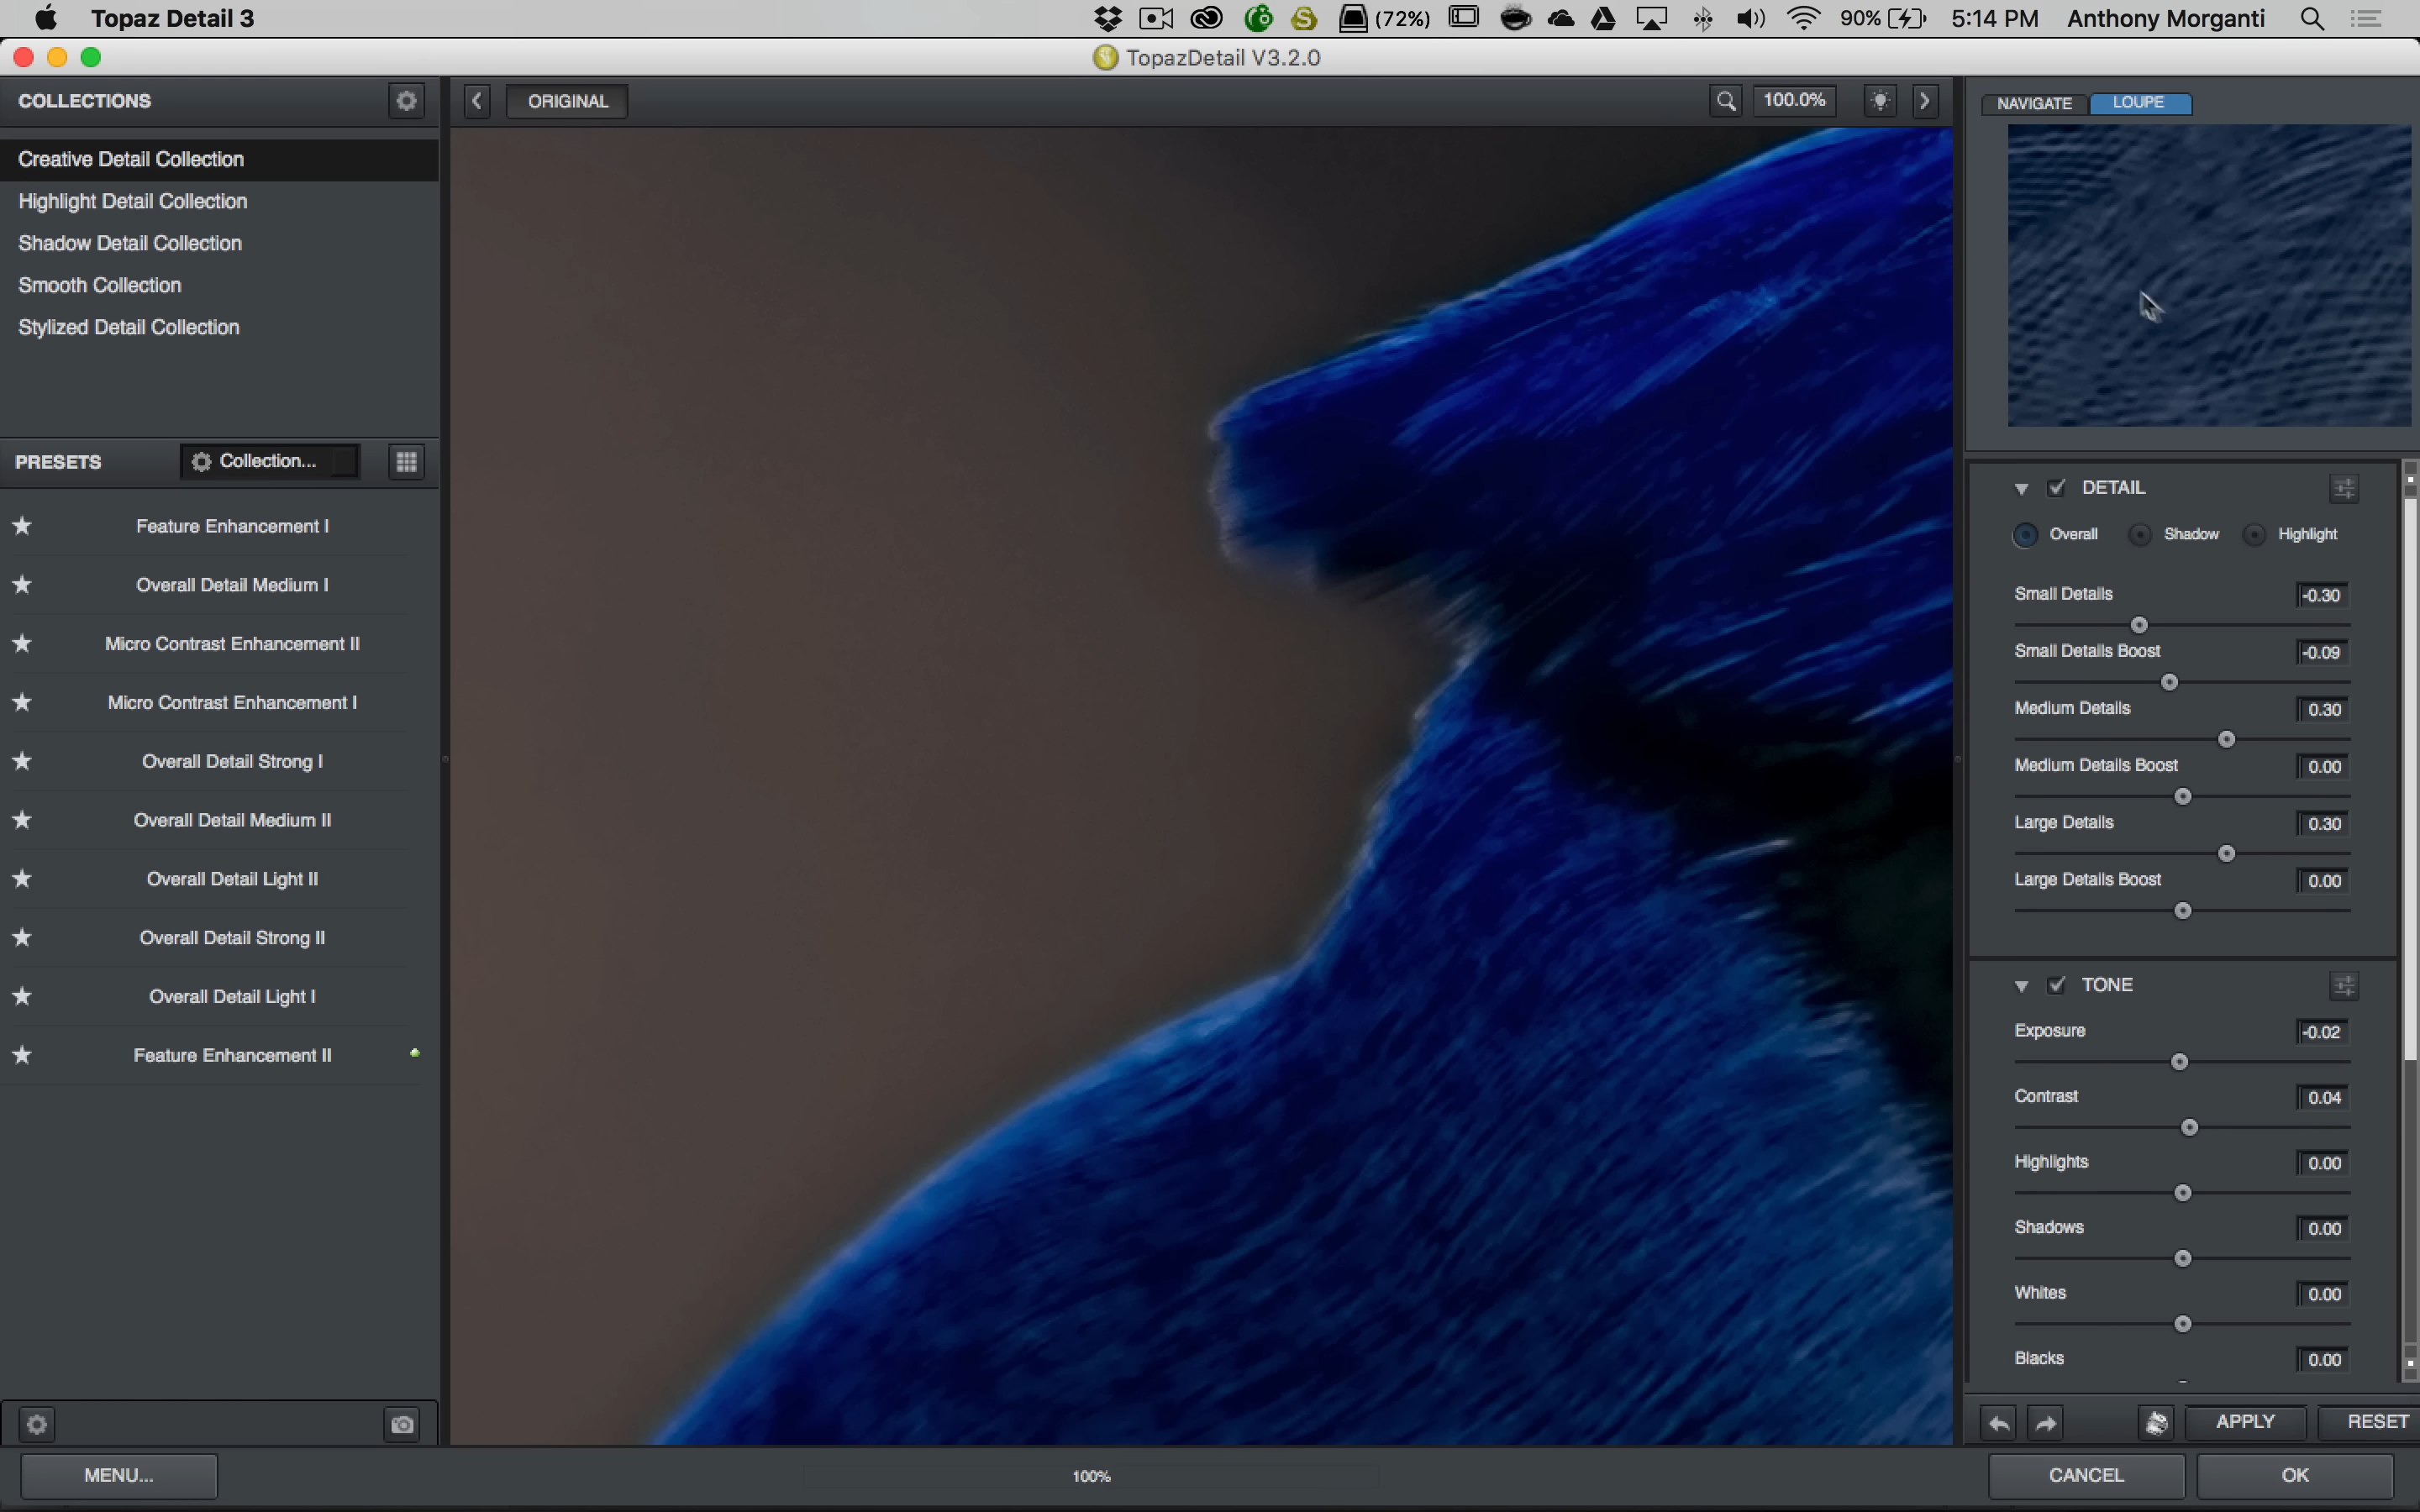 Topaz Detail 3
(72%)
90%
5:14 PM
Anthony Morganti
TopazDetail V3.2.0
COLLECTIONS
Creative Detail Collection
Highlight Detail Collection
Shadow Detail Collection
Smooth Collection
Stylized Detail Collection
PRESETS
Collection...
Feature Enhancement I
Overall Detail Medium I
Micro Contrast Enhancement II
Micro Contrast Enhancement I
Overall Detail Strong I
Overall Detail Medium II
Overall Detail Light II
Overall Detail Strong II
Overall Detail Light I
Feature Enhancement II
MENU...
ORIGINAL
100.0%
100%
NAVIGATE
LOUPE
DETAIL
Overall
Shadow
Highlight
Small Details -0.30
Small Details Boost -0.09
Medium Details 0.30
Medium Details Boost 0.00
Large Details 0.30
Large Details Boost 0.00
TONE
Exposure -0.02
Contrast 0.04
Highlights 0.00
Shadows 0.00
Whites 0.00
Blacks 0.00
APPLY
RESET
CANCEL
OK